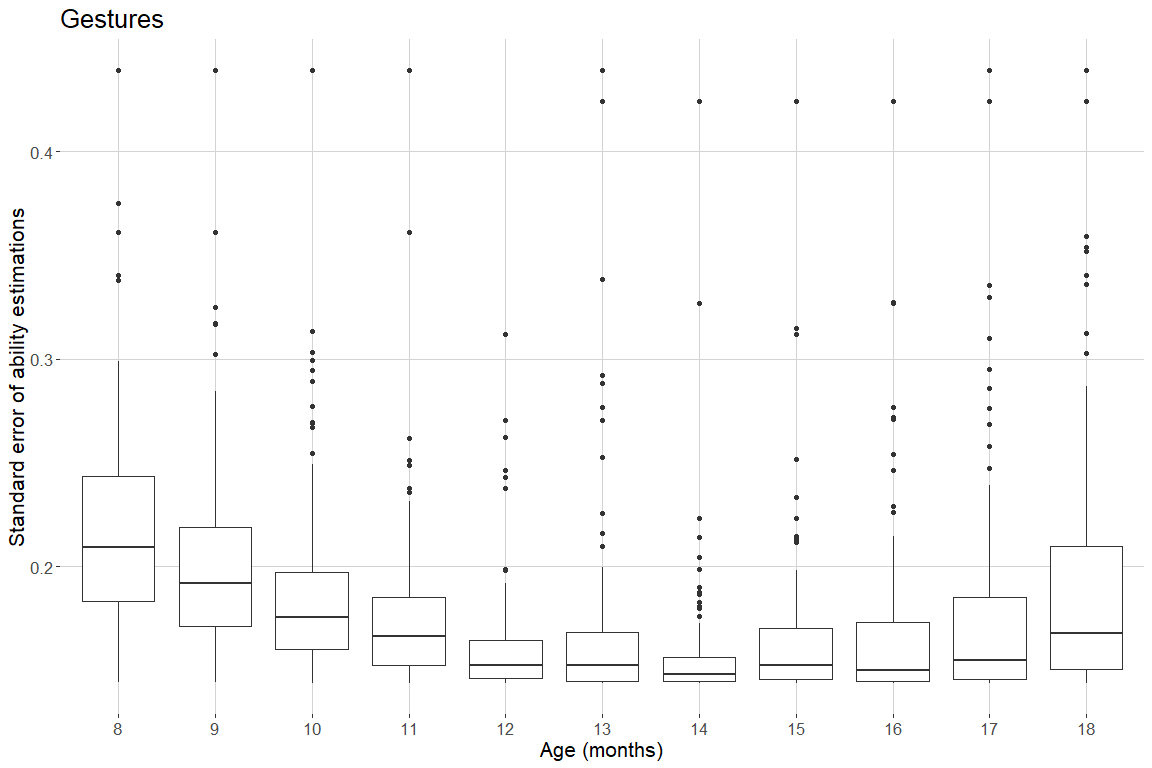 Gestures
Standard error of ability estimations
0.4
0.3
0.2
8 9 10 11 12 13 14 15 16 17 18
Age (months)